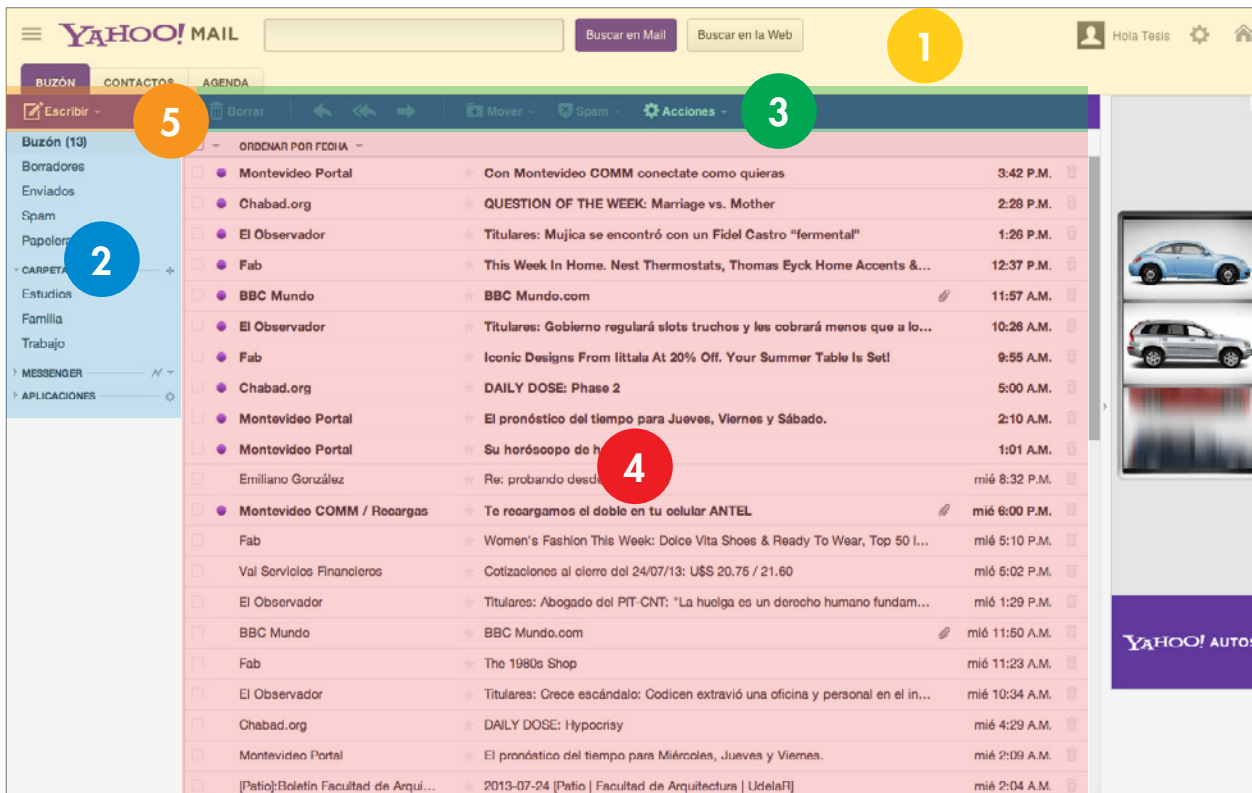 YAHOO! MAIL Buscar en Mail Buscar en la Web 1 Hola Tesis
BUZÓN CONTACTOS AGENDA
Escribir 5 Borrar Mover Spam Acciones 3
Buzón (13)
Borradores
Enviados
Spam
Papelera
2
CARPETA
Estudios
Familia
Trabajo
MESSENGER
APLICACIONES
ORDENAR POR FECHA
Montevideo Portal Con Montevideo COMM conectate como quieras 3:42 P.M.
Chabad.org QUESTION OF THE WEEK: Marriage vs. Mother 2:28 P.M.
El Observador Titulares: Mujica se encontró con un Fidel Castro "fermental" 1:26 P.M.
Fab This Week In Home. Nest Thermostats, Thomas Eyck Home Accents &... 12:37 P.M.
BBC Mundo BBC Mundo.com 11:57 A.M.
El Observador Titulares: Gobierno regulará slots truchos y les cobrará menos que a lo... 10:26 A.M.
Fab Iconic Designs From Iittala At 20% Off. Your Summer Table Is Set! 9:55 A.M.
Chabad.org DAILY DOSE: Phase 2 5:00 A.M.
Montevideo Portal El pronóstico del tiempo para Jueves, Viernes y Sábado. 2:10 A.M.
Montevideo Portal Su horóscopo de h 1:01 A.M.
4
Emiliano González Re: probando desde mié 8:32 P.M.
Montevideo COMM / Recargas Te recargamos el doble en tu celular ANTEL mié 6:00 P.M.
Fab Women's Fashion This Week: Dolce Vita Shoes & Ready To Wear, Top 50 I... mié 5:10 P.M.
Val Servicios Financieros Cotizaciones al cierre del 24/07/13: U$S 20.75 / 21.60 mié 5:02 P.M.
El Observador Titulares: Abogado del PIT-CNT: "La huelga es un derecho humano fundam... mié 1:29 P.M.
BBC Mundo BBC Mundo.com mié 11:50 A.M.
Fab The 1980s Shop mié 11:23 A.M.
El Observador Titulares: Crece escándalo: Codicen extravió una oficina y personal en el in... mié 10:34 A.M.
Chabad.org DAILY DOSE: Hypocrisy mié 4:29 A.M.
Montevideo Portal El pronóstico del tiempo para Miércoles, Jueves y Viernes. mié 2:09 A.M.
[Patio]:Boletín Facultad de Arqui... 2013-07-24 [Patio | Facultad de Arquitectura | UdelaR] mié 2:04 A.M.
YAHOO! AUTOS